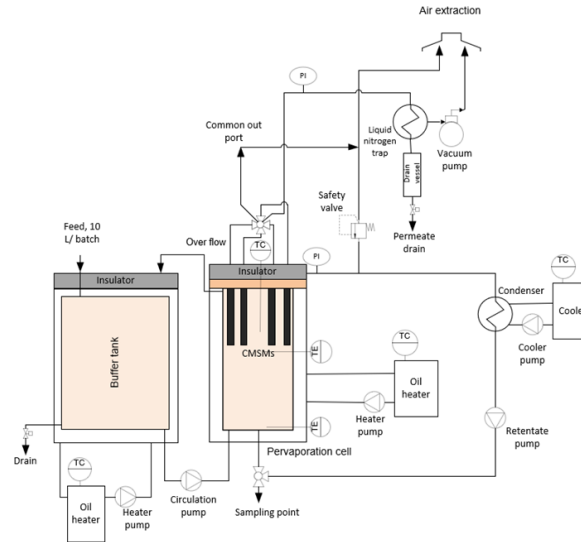 Air extraction
PI
Common out
port
Liquid
nitrogen
trap
Vacuum
pump
Drain
vessel
Safety
valve
Permeate
drain
Feed, 10
L/ batch
Over flow
TC
Insulator
Insulator
PI
TC
Condenser
Coole
Cooler
pump
Buffer tank
CMSMs
TE
TC
Oil
heater
Heater
pump
TE
Retentate
pump
Pervaporation cell
Drain
TC
Circulation
pump
Sampling point
Oil
heater
Heater
pump